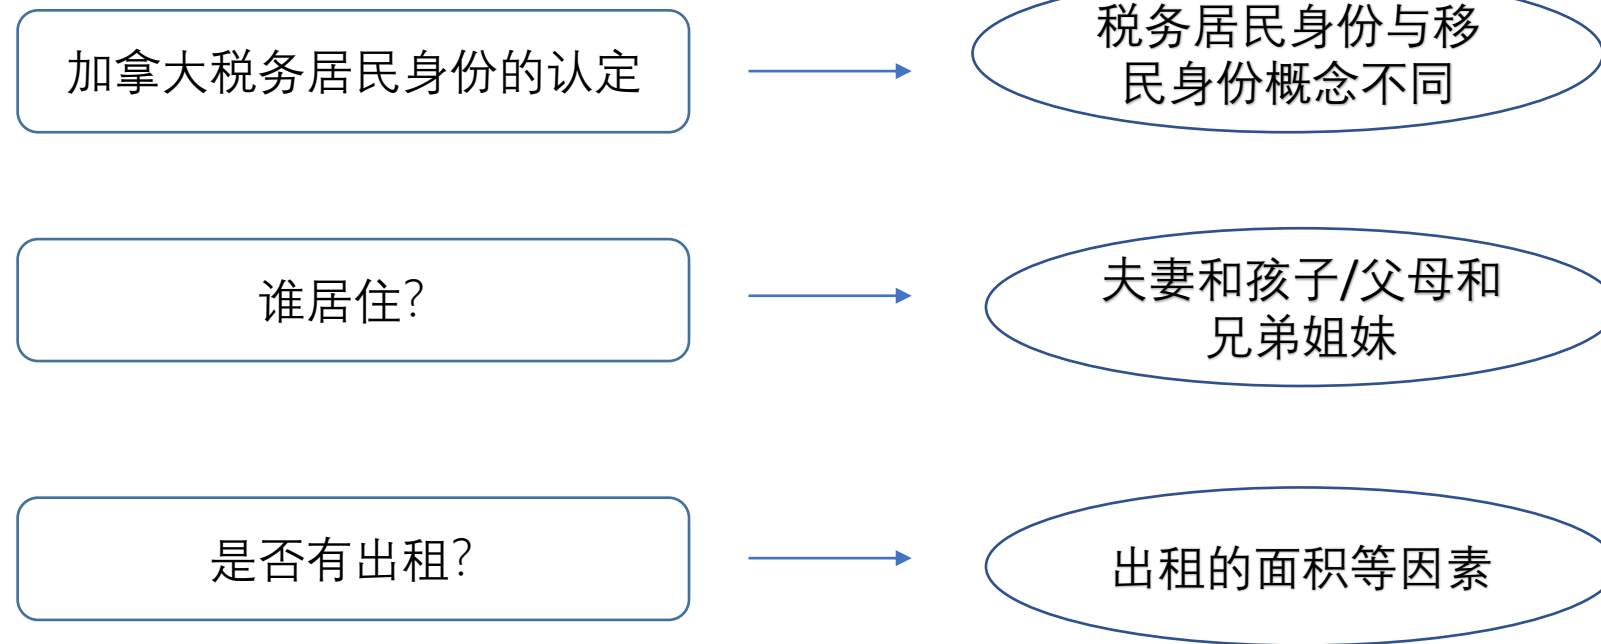 加拿大税务居民身份的认定
税务居民身份与移
民身份概念不同
谁居住？
夫妻和孩子/父母和
兄弟姐妹
是否有出租？
出租的面积等因素